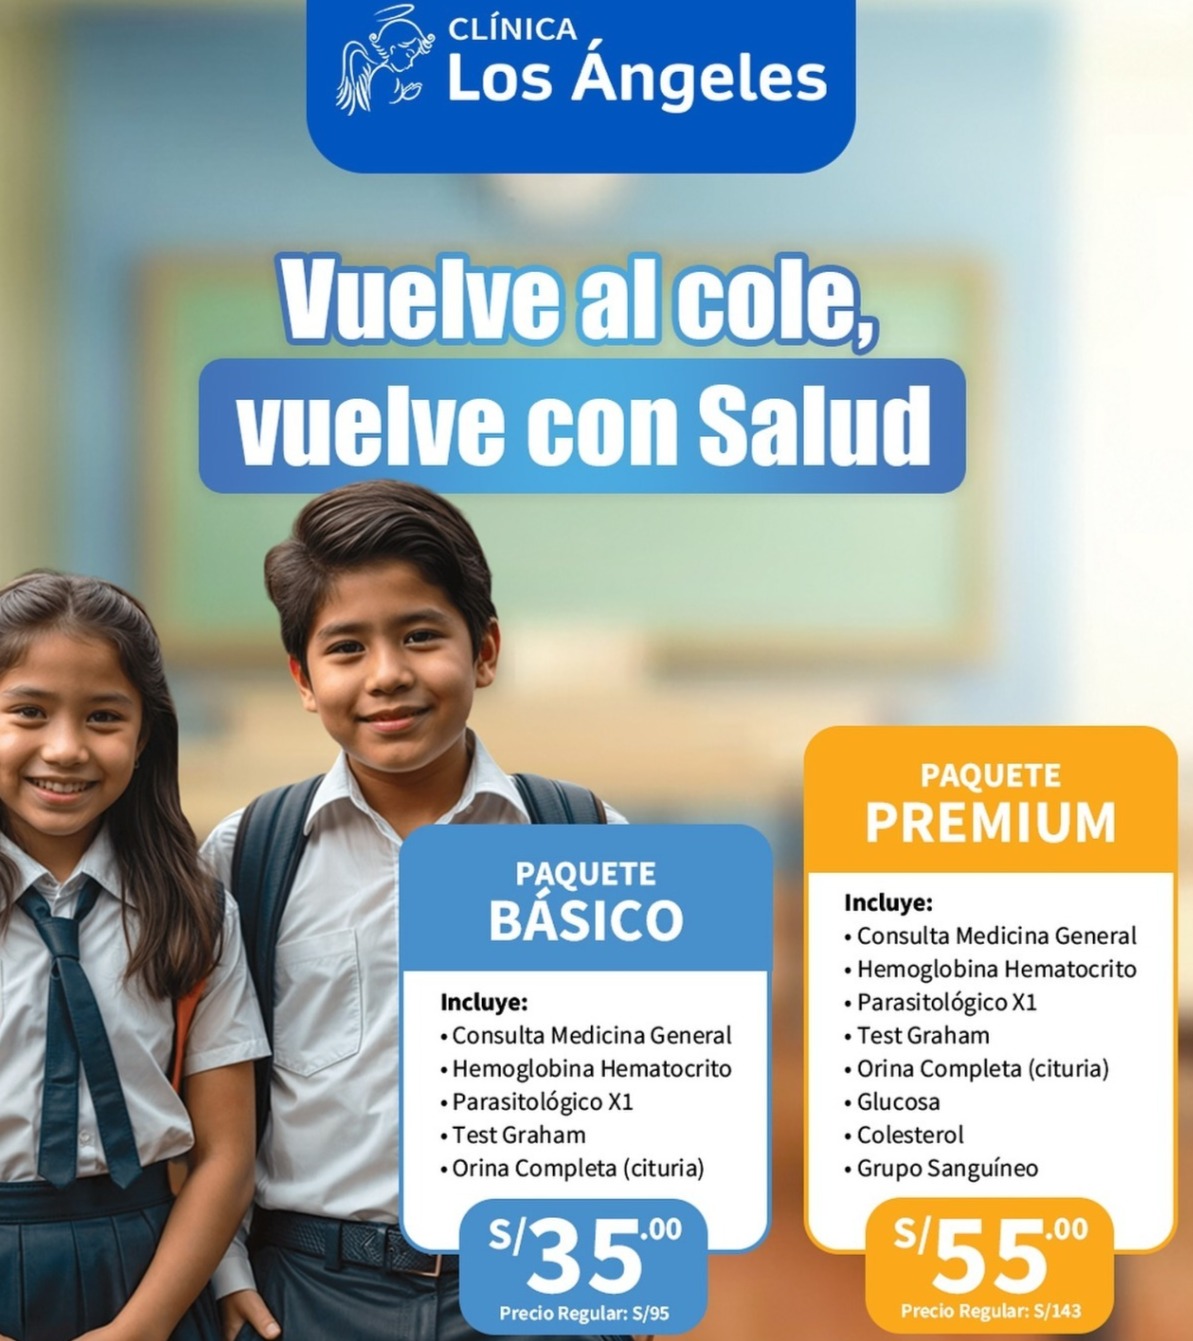 CLÍNICA
Los Ángeles
Vuelve al cole,
vuelve con Salud
PAQUETE
BÁSICO
Incluye:
• Consulta Medicina General
• Hemoglobina Hematocrito
• Parasitológico X1
• Test Graham
• Orina Completa (cituria)
S/35.00
Precio Regular: S/95
PAQUETE
PREMIUM
Incluye:
• Consulta Medicina General
• Hemoglobina Hematocrito
• Parasitológico X1
• Test Graham
• Orina Completa (cituria)
• Glucosa
• Colesterol
• Grupo Sanguíneo
S/55.00
Precio Regular: S/143